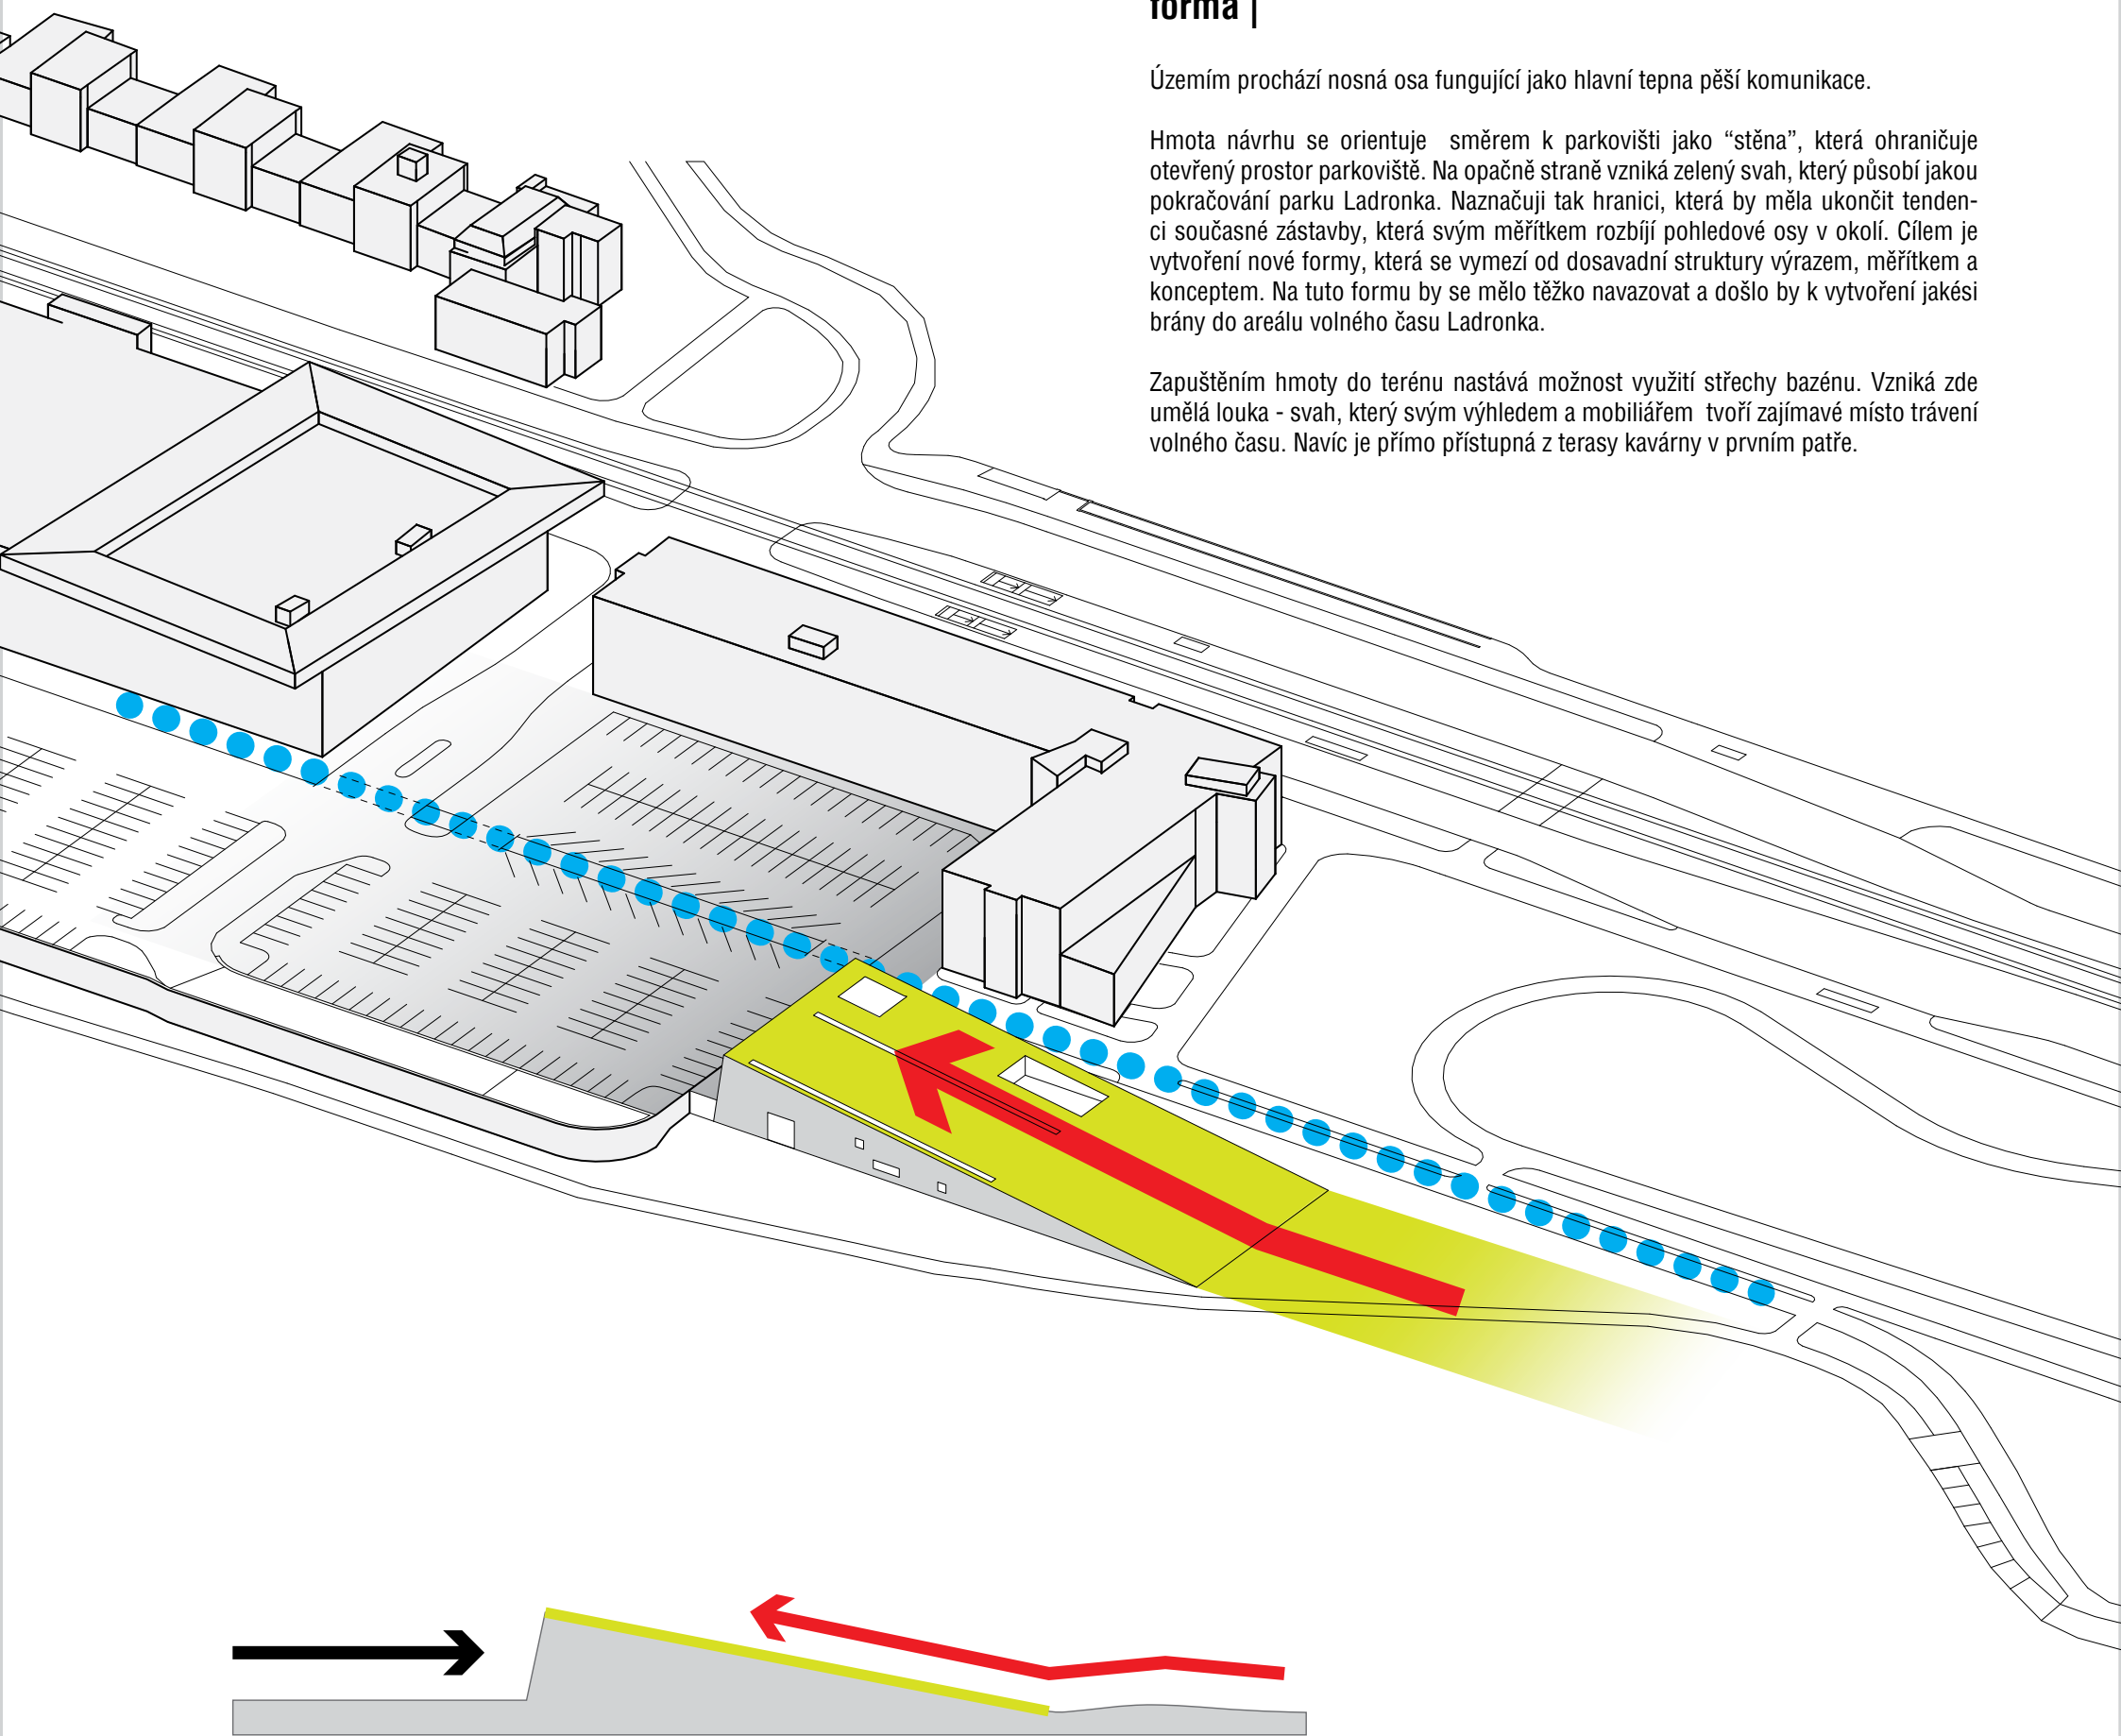 forma |
Územím prochází nosná osa fungující jako hlavní tepna pěší komunikace.
Hmota návrhu se orientuje  směrem k parkovišti jako “stěna”, která ohraničuje
otevřený prostor parkoviště. Na opačně straně vzniká zelený svah, který působí jakou
pokračování parku Ladronka. Naznačuji tak hranici, která by měla ukončit tenden-
ci současné zástavby, která svým měřítkem rozbíjí pohledové osy v okolí. Cílem je
vytvoření nové formy, která se vymezí od dosavadní struktury výrazem, měřítkem a
konceptem. Na tuto formu by se mělo těžko navazovat a došlo by k vytvoření jakési
brány do areálu volného času Ladronka.
Zapuštěním hmoty do terénu nastává možnost využití střechy bazénu. Vzniká zde
umělá louka - svah, který svým výhledem a mobiliářem  tvoří zajímavé místo trávení
volného času. Navíc je přímo přístupná z terasy kavárny v prvním patře.